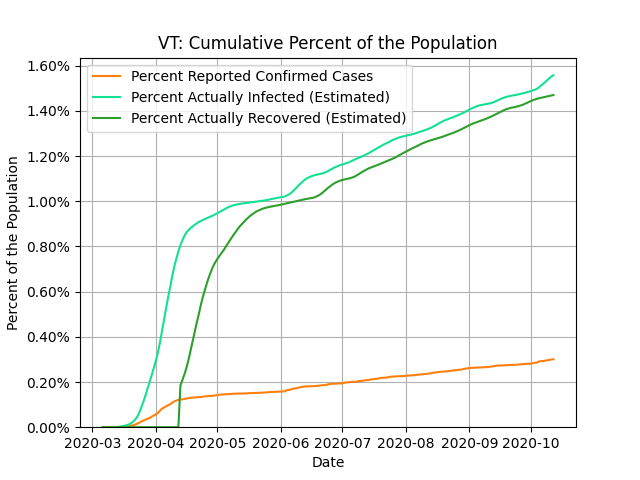 VT: Cumulative Percent of the Population
Percent Reported Confirmed Cases
Percent Actually Infected (Estimated)
Percent Actually Recovered (Estimated)
Percent of the Population
1.60%
1.40%
1.20%
1.00%
0.80%
0.60%
0.40%
0.20%
0.00%
2020-03 2020-04 2020-05 2020-06 2020-07 2020-08 2020-09 2020-10
Date